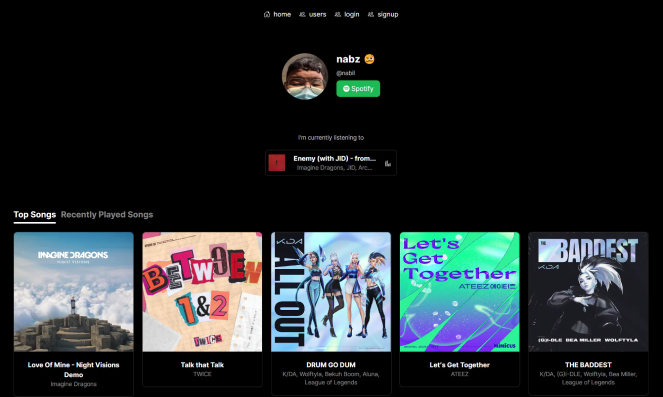 home users login signup
nabz
@nabil
Spotify
I'm currently listening to
Enemy (with JID) - from...
Imagine Dragons, JID, Arc...
Top Songs Recently Played Songs
IMAGINE DRAGONS
NIGHT VISIONS
BETWEEN
1&2
TWICE
K/DA
ALL OUT
Let's
Get
Together
ATEEZ
THE
BADDEST
K/DA
(G)I-DLE BEA MILLER WOLFTYLA
Love Of Mine - Night Visions
Demo
Imagine Dragons
Talk that Talk
TWICE
DRUM GO DUM
K/DA, Wolftyla, Bekuh Boom, Aluna,
League of Legends
Let's Get Together
ATEEZ
THE BADDEST
K/DA, (G)I-DLE, Wolftyla, Bea Miller,
League of Legends